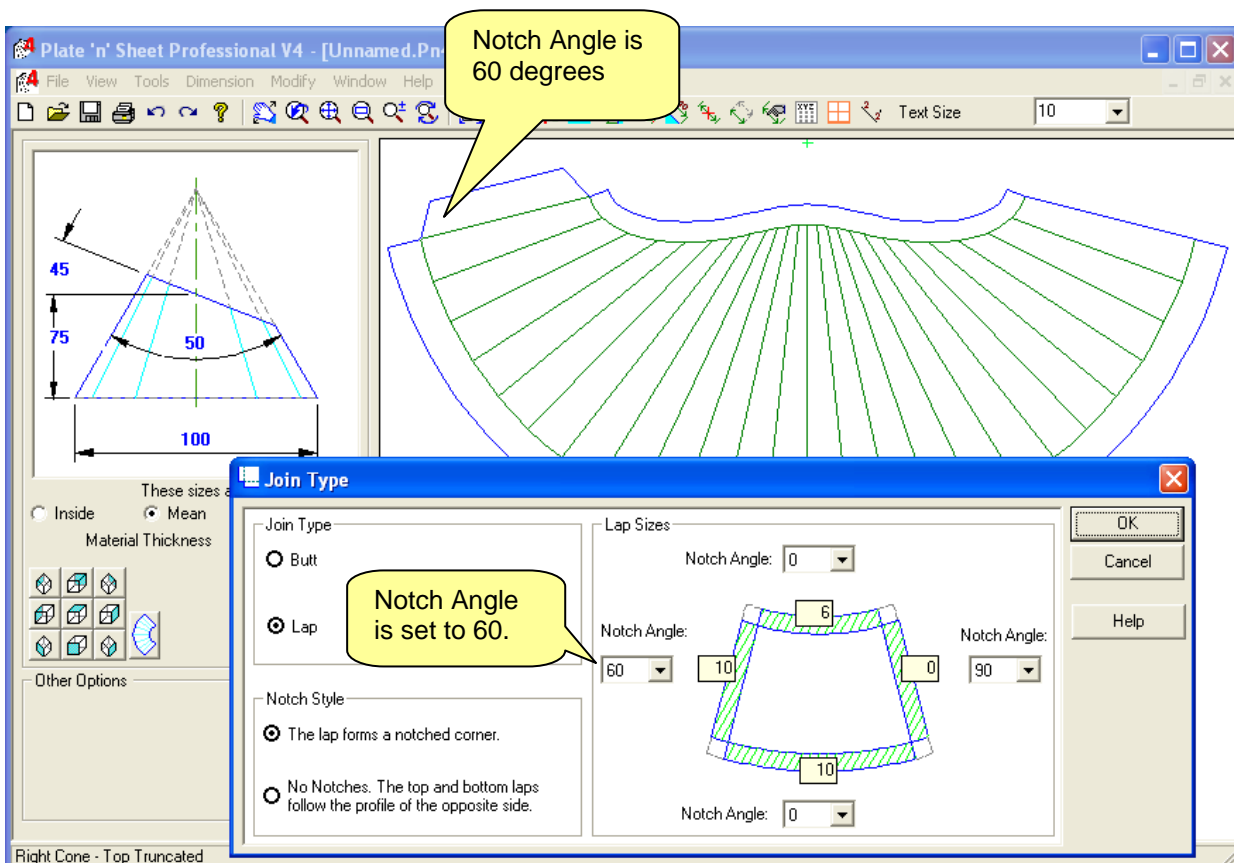 Notch Angle is
60 degrees
Plate 'n' Sheet Professional V4 - [Unnamed.Pn4
File View Tools Dimension Modify Window Help
Text Size 10
45
75
50
100
These sizes a
Inside Mean
Material Thickness
Other Options
Right Cone - Top Truncated
Join Type
Join Type
Butt
Lap
Notch Angle
is set to 60.
Notch Style
The lap forms a notched corner.
No Notches. The top and bottom laps
follow the profile of the opposite side.
Lap Sizes
Notch Angle: 0
6
Notch Angle:
60
10
0
Notch Angle:
90
10
Notch Angle: 0
OK
Cancel
Help